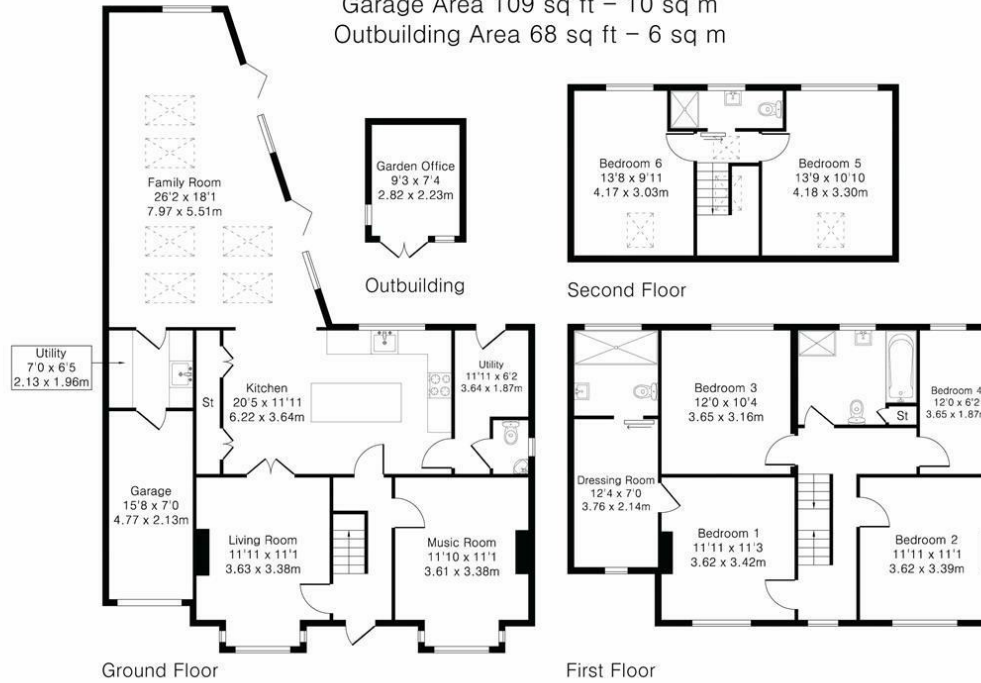 Garage Area 109 sq ft – 10 sq m
Outbuilding Area 68 sq ft – 6 sq m
Family Room
26'2 x 18'1
7.97 x 5.51m
Garden Office
9'3 x 7'4
2.82 x 2.23m
Outbuilding
Bedroom 6
13'8 x 9'11
4.17 x 3.03m
Bedroom 5
13'9 x 10'10
4.18 x 3.30m
Second Floor
Utility
7'0 x 6'5
2.13 x 1.96m
St
Kitchen
20'5 x 11'11
6.22 x 3.64m
Utility
11'11 x 6'2
3.64 x 1.87m
Garage
15'8 x 7'0
4.77 x 2.13m
Living Room
11'11 x 11'1
3.63 x 3.38m
Music Room
11'10 x 11'1
3.61 x 3.38m
Ground Floor
Bedroom 3
12'0 x 10'4
3.65 x 3.16m
St
Bedroom 4
12'0 x 6'2
3.65 x 1.87m
Dressing Room
12'4 x 7'0
3.76 x 2.14m
Bedroom 1
11'11 x 11'3
3.62 x 3.42m
Bedroom 2
11'11 x 11'1
3.62 x 3.39m
First Floor